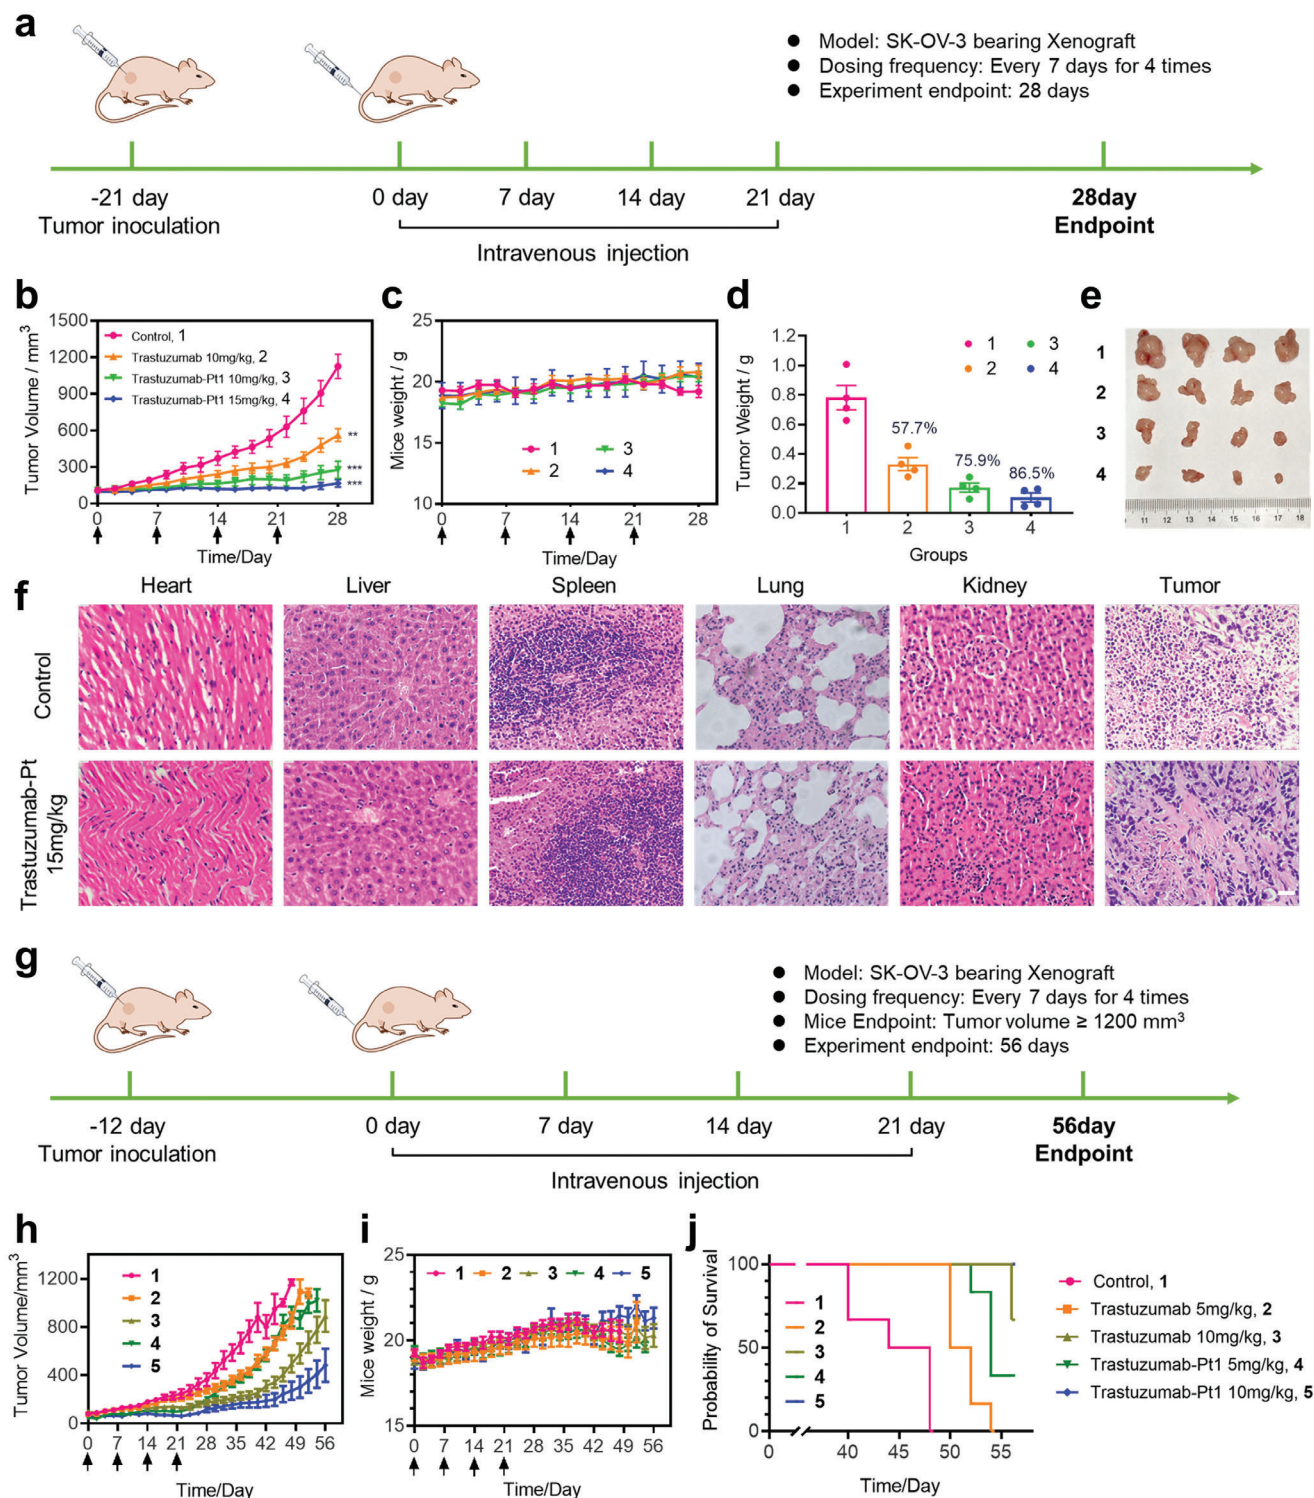 a
● Model: SK-OV-3 bearing Xenograft
● Dosing frequency: Every 7 days for 4 times
● Experiment endpoint: 28 days
-21 day
Tumor inoculation
0 day
7 day
14 day
21 day
28day
Endpoint
Intravenous injection
b
Tumor Volume / mm³
1500
1200
900
600
300
0
Control, 1
Trastuzumab 10mg/kg, 2
Trastuzumab-Pt1 10mg/kg, 3
Trastuzumab-Pt1 15mg/kg, 4
**
***
***
0 7 14 21 28
Time/Day
c
Mice weight / g
25
20
15
10
1 3
2 4
0 7 14 21 28
Time/Day
d
Tumor Weight / g
1.2
1.0
0.8
0.6
0.4
0.2
0.0
1 3
2 4
57.7%
75.9%
86.5%
1 2 3 4
Groups
e
1
2
3
4
11 12 13 14 15 16 17 18
f
Heart Liver Spleen Lung Kidney Tumor
Control
Trastuzumab-Pt
15mg/kg
g
● Model: SK-OV-3 bearing Xenograft
● Dosing frequency: Every 7 days for 4 times
● Mice Endpoint: Tumor volume ≥ 1200 mm³
● Experiment endpoint: 56 days
-12 day
Tumor inoculation
0 day
7 day
14 day
21 day
56day
Endpoint
Intravenous injection
h
Tumor Volume/mm³
1200
800
400
0
1
2
3
4
5
0 7 14 21 28 35 42 49 56
Time/Day
i
Mice weight / g
25
20
15
1 2 3 4 5
0 7 14 21 28 35 42 49 56
Time/Day
j
Probability of Survival
100
50
0
1
2
3
4
5
0 40 45 50 55
Time/Day
Control, 1
Trastuzumab 5mg/kg, 2
Trastuzumab 10mg/kg, 3
Trastuzumab-Pt1 5mg/kg, 4
Trastuzumab-Pt1 10mg/kg, 5